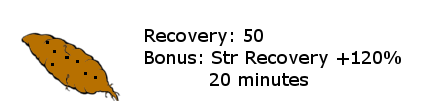 Recovery: 50
Bonus: Str Recovery +120%
20 minutes